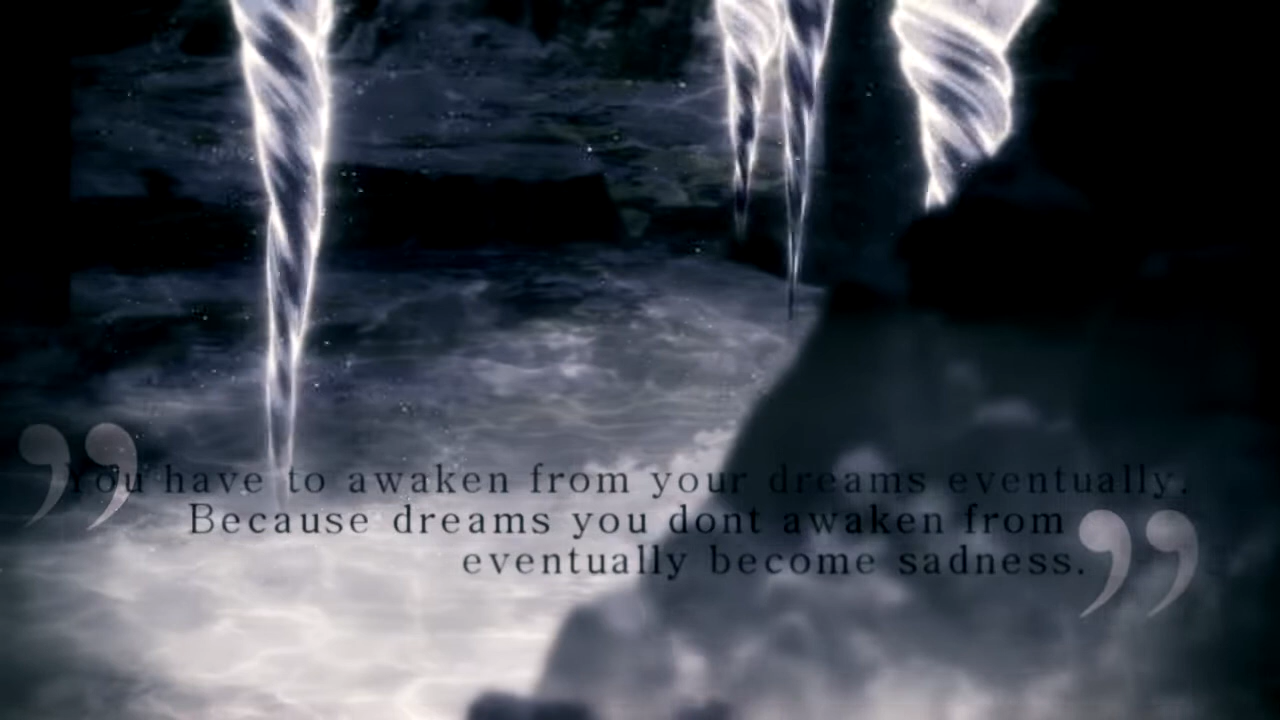 ”You have to awaken from your dreams eventually.
Because dreams you dont awaken from
eventually become sadness.”